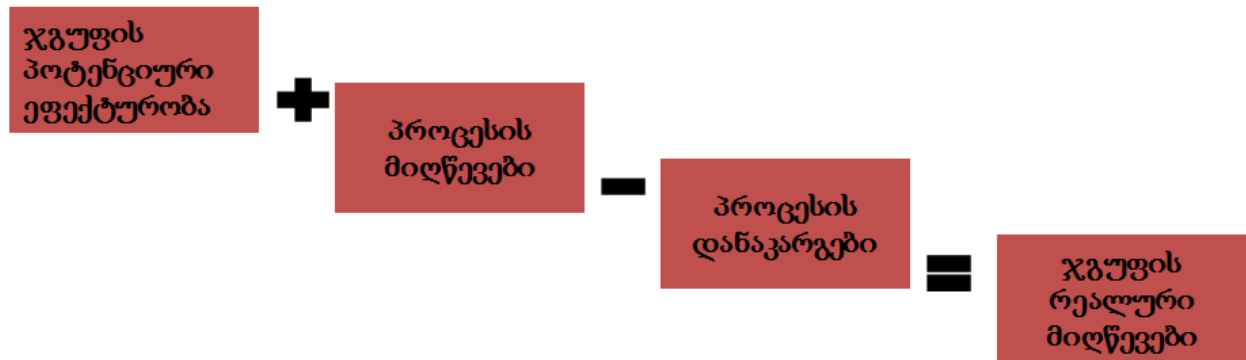 ჯგუფის
პოტენციური
ეფექტურობა
პროცესის
მიღწევები
პროცესის
დანაკარგები
ჯგუფის
რეალური
მიღწევები